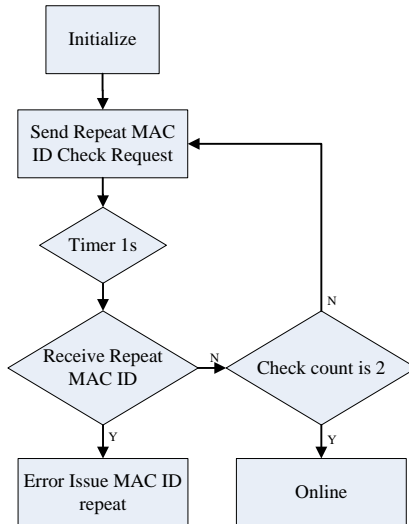 Initialize
Send Repeat MAC
ID Check Request
Timer 1s
Receive Repeat
MAC ID
N
Check count is 2
N
Y
Y
Error Issue MAC ID
repeat
Online